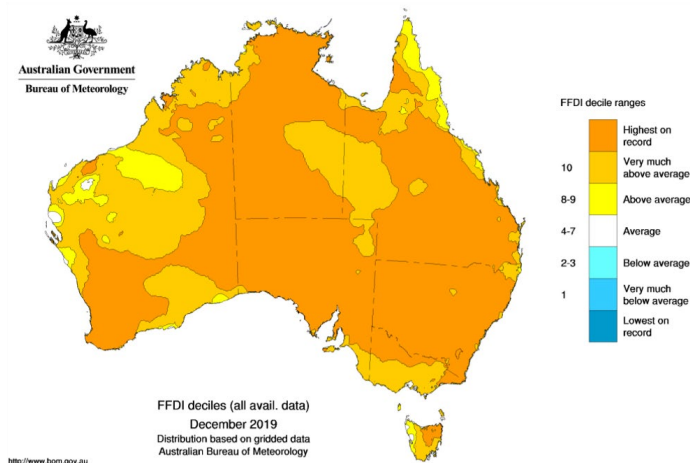 Australian Government
Bureau of Meteorology
FFDI decile ranges
Highest on
record
10
Very much
above average
8-9
Above average
4-7
Average
2-3
Below average
1
Very much
below average
Lowest on
record
FFDI deciles (all avail. data)
December 2019
Distribution based on gridded data
Australian Bureau of Meteorology
http://www.bom.gov.au